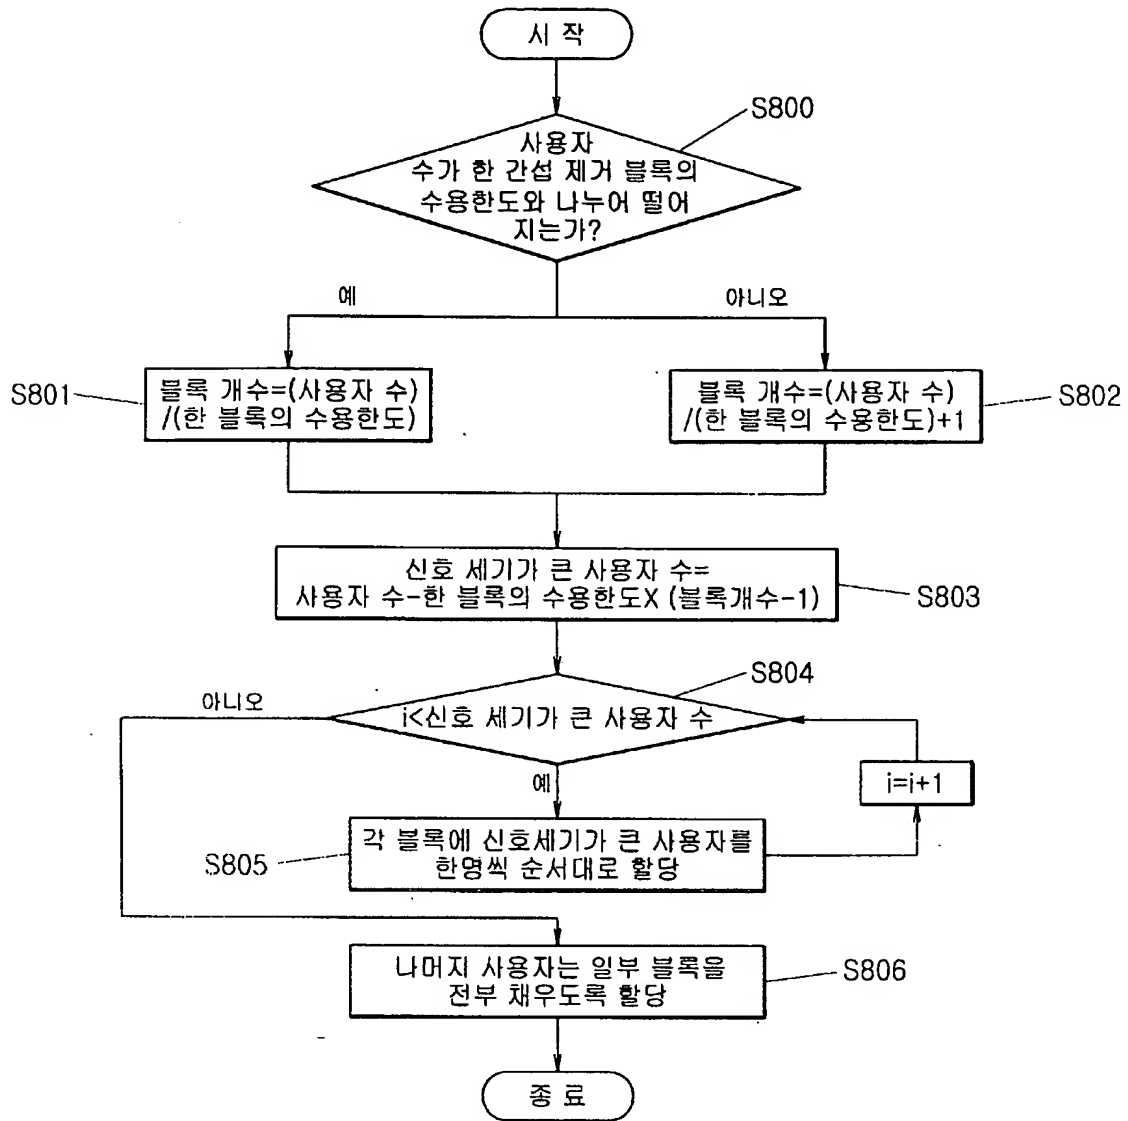 시 작
S800
사용자
수가 한 간섭 제거 블록의
수용한도와 나누어 떨어
지는가?
예
아니오
S801
블록 개수=(사용자 수)
/(한 블록의 수용한도)
블록 개수=(사용자 수)
/(한 블록의 수용한도)+1
S802
신호 세기가 큰 사용자 수=
사용자 수-한 블록의 수용한도X (블록개수-1)
S803
S804
아니오
i<신호 세기가 큰 사용자 수
예
i=i+1
각 블록에 신호세기가 큰 사용자를
한명씩 순서대로 할당
S805
나머지 사용자는 일부 블록을
전부 채우도록 할당
S806
종 료